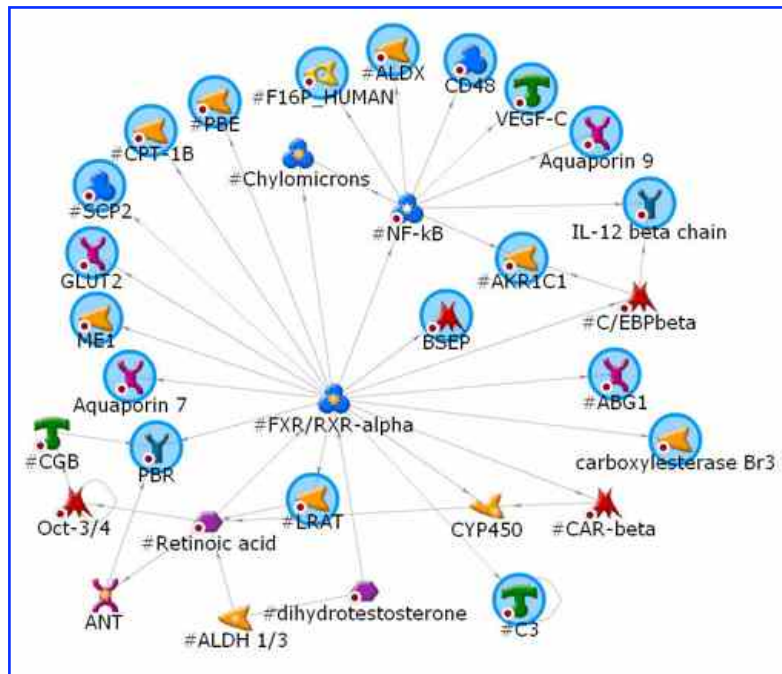 #ALDX
CD48
#F16P_HUMAN
VEGF-C
#PBE
#CPT-1B
Aquaporin 9
#Chylomicrons
#SCP2
#NF-kB
IL-12 beta chain
GLUT2
#AKR1C1
#C/EBPbeta
ME1
BSEP
Aquaporin 7
#ABG1
#FXR/RXR-alpha
#CGB
PBR
carboxylesterase Br3
Oct-3/4
#Retinoic acid
#LRAT
CYP450
#CAR-beta
ANT
#ALDH 1/3
#dihydrotestosterone
#C3